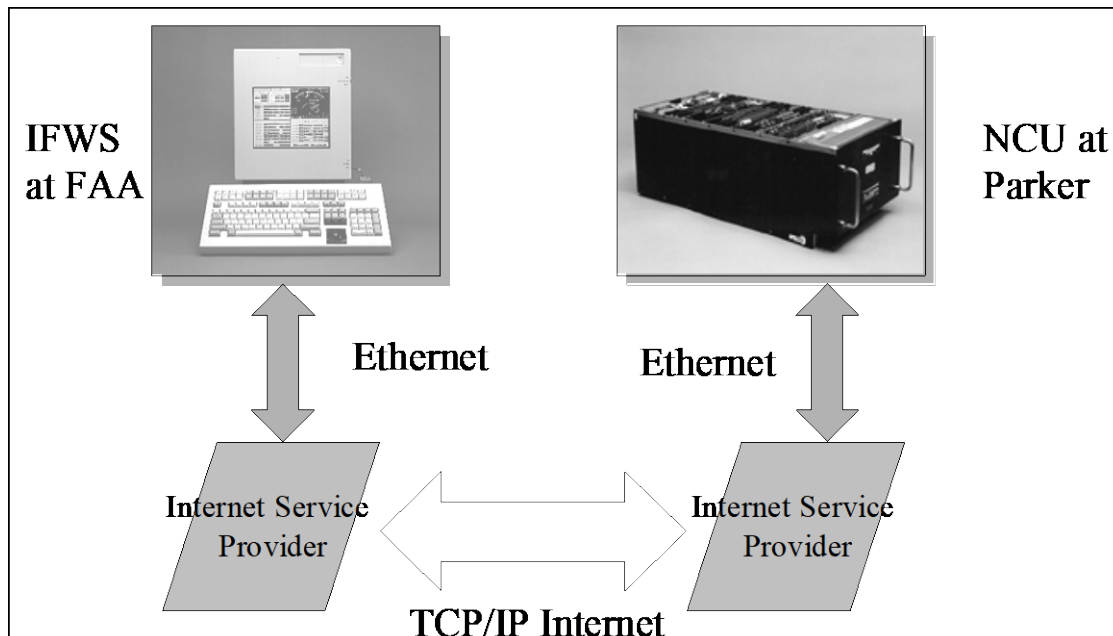 IFWS
at FAA
NCU at
Parker
Ethernet
Ethernet
Internet Service
Provider
Internet Service
Provider
TCP/IP Internet